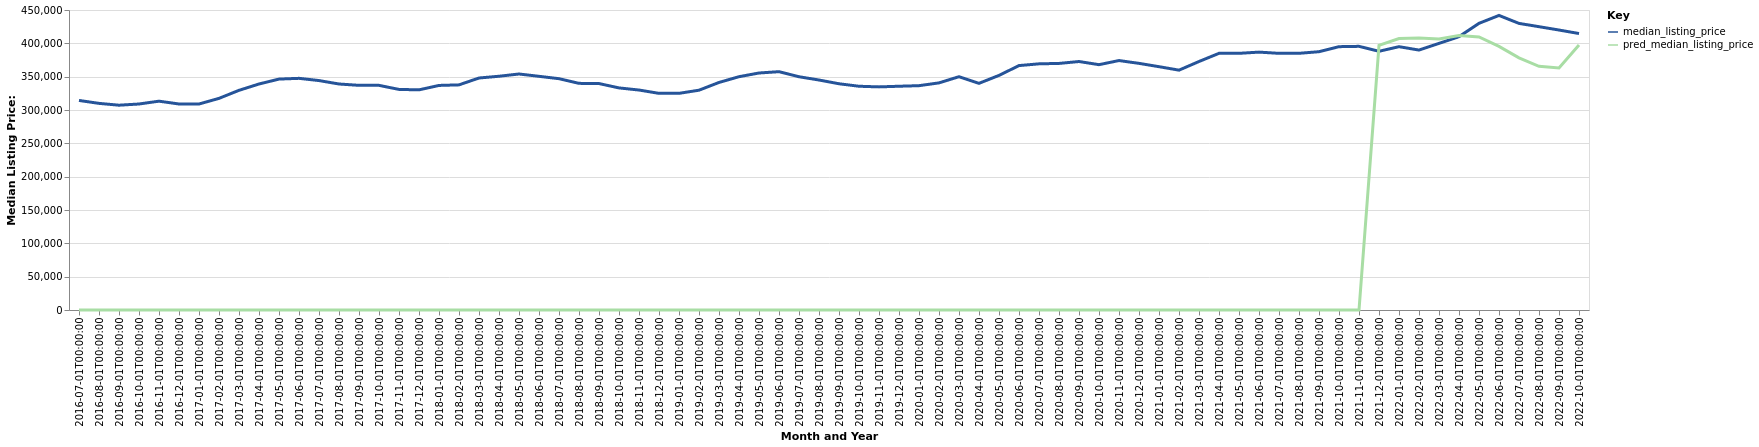 450,000
400,000
350,000
300,000
250,000
200,000
150,000
100,000
50,000
0
Median Listing Price:
2016-07-01T00:00:00
2016-08-01T00:00:00
2016-09-01T00:00:00
2016-10-01T00:00:00
2016-11-01T00:00:00
2016-12-01T00:00:00
2017-01-01T00:00:00
2017-02-01T00:00:00
2017-03-01T00:00:00
2017-04-01T00:00:00
2017-05-01T00:00:00
2017-06-01T00:00:00
2017-07-01T00:00:00
2017-08-01T00:00:00
2017-09-01T00:00:00
2017-10-01T00:00:00
2017-11-01T00:00:00
2017-12-01T00:00:00
2018-01-01T00:00:00
2018-02-01T00:00:00
2018-03-01T00:00:00
2018-04-01T00:00:00
2018-05-01T00:00:00
2018-06-01T00:00:00
2018-07-01T00:00:00
2018-08-01T00:00:00
2018-09-01T00:00:00
2018-10-01T00:00:00
2018-11-01T00:00:00
2018-12-01T00:00:00
2019-01-01T00:00:00
2019-02-01T00:00:00
2019-03-01T00:00:00
2019-04-01T00:00:00
2019-05-01T00:00:00
2019-06-01T00:00:00
2019-07-01T00:00:00
2019-08-01T00:00:00
2019-09-01T00:00:00
2019-10-01T00:00:00
2019-11-01T00:00:00
2019-12-01T00:00:00
2020-01-01T00:00:00
2020-02-01T00:00:00
2020-03-01T00:00:00
2020-04-01T00:00:00
2020-05-01T00:00:00
2020-06-01T00:00:00
2020-07-01T00:00:00
2020-08-01T00:00:00
2020-09-01T00:00:00
2020-10-01T00:00:00
2020-11-01T00:00:00
2020-12-01T00:00:00
2021-01-01T00:00:00
2021-02-01T00:00:00
2021-03-01T00:00:00
2021-04-01T00:00:00
2021-05-01T00:00:00
2021-06-01T00:00:00
2021-07-01T00:00:00
2021-08-01T00:00:00
2021-09-01T00:00:00
2021-10-01T00:00:00
2021-11-01T00:00:00
2021-12-01T00:00:00
2022-01-01T00:00:00
2022-02-01T00:00:00
2022-03-01T00:00:00
2022-04-01T00:00:00
2022-05-01T00:00:00
2022-06-01T00:00:00
2022-07-01T00:00:00
2022-08-01T00:00:00
2022-09-01T00:00:00
2022-10-01T00:00:00
Month and Year
Key
median_listing_price
pred_median_listing_price